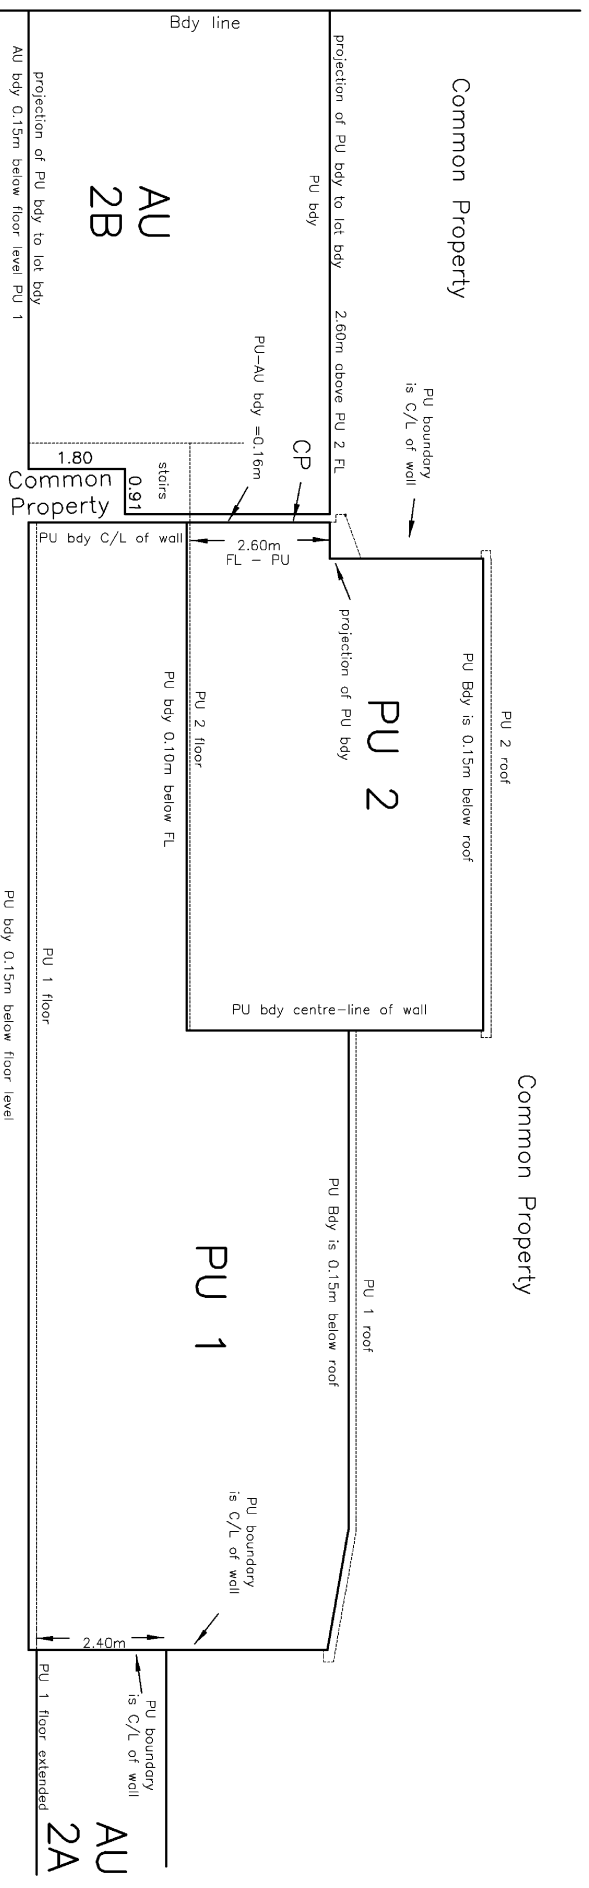 Bdy line
projection of PU bdy to lot bdy
AU bdy 0.15m below floor level PU 1
AU
2B
PU bdy
projection of PU bdy to lot bdy
2.60m above PU 2 FL
Common Property
PU boundary
is C/L of wall
PU-AU bdy =0.16m
CP
stairs
1.80
0.91
Common
Property
PU bdy C/L of wall
2.60m
FL - PU
projection of PU bdy
PU 2
PU Bdy is 0.15m below roof
PU 2 roof
PU 2 floor
PU bdy 0.10m below FL
PU bdy centre-line of wall
PU 1 floor
PU bdy 0.15m below floor level
Common Property
PU 1
PU Bdy is 0.15m below roof
PU 1 roof
PU boundary
is C/L of wall
2.40m
PU boundary
is C/L of wall
PU 1 floor extended
AU
2A